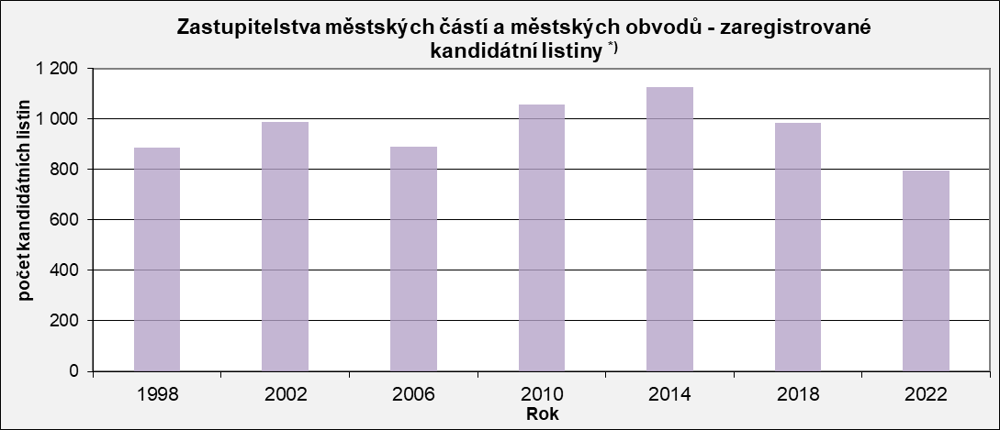 Zastupitelstva městských částí a městských obvodů - zaregistrované
kandidátní listiny *)
počet kandidátních listin
1 200
1 000
800
600
400
200
0
1998 2002 2006 2010 2014 2018 2022
Rok